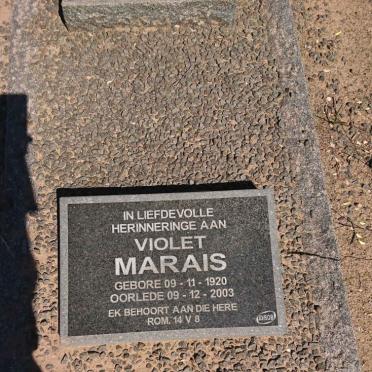 IN LIEFDEVOLLE
HERINNERINGE AAN
VIOLET
MARAIS
GEBORE 09 - 11 - 1920
OORLEDE 09 - 12 - 2003
EK BEHOORT AAN DIE HERE
ROM. 14 V 8